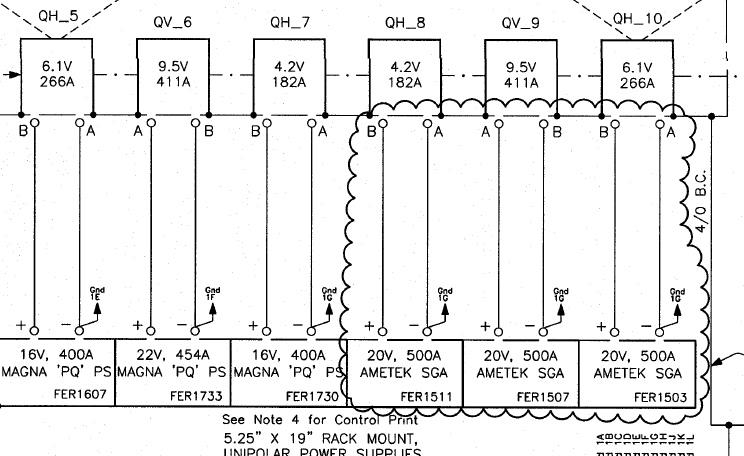 QH_5 QV_6 QH_7 QH_8 QV_9 QH_10
6.1V 9.5V 4.2V 4.2V 9.5V 6.1V
266A 411A 182A 182A 411A 266A
B A A B B A B A A B B A
4/0 B.C.
Gnd Gnd Gnd Gnd Gnd Gnd
1E 1F 1G 1G 1G 1G
+ − + − + − + − + − + −
16V, 400A 22V, 454A 16V, 400A 20V, 500A 20V, 500A 20V, 500A
MAGNA 'PQ' PS MAGNA 'PQ' PS MAGNA 'PQ' PS AMETEK SGA AMETEK SGA AMETEK SGA
FER1607 FER1733 FER1730 FER1511 FER1507 FER1503
See Note 4 for Control Print
5.25" X 19" RACK MOUNT,
UNIPOLAR POWER SUPPLIES